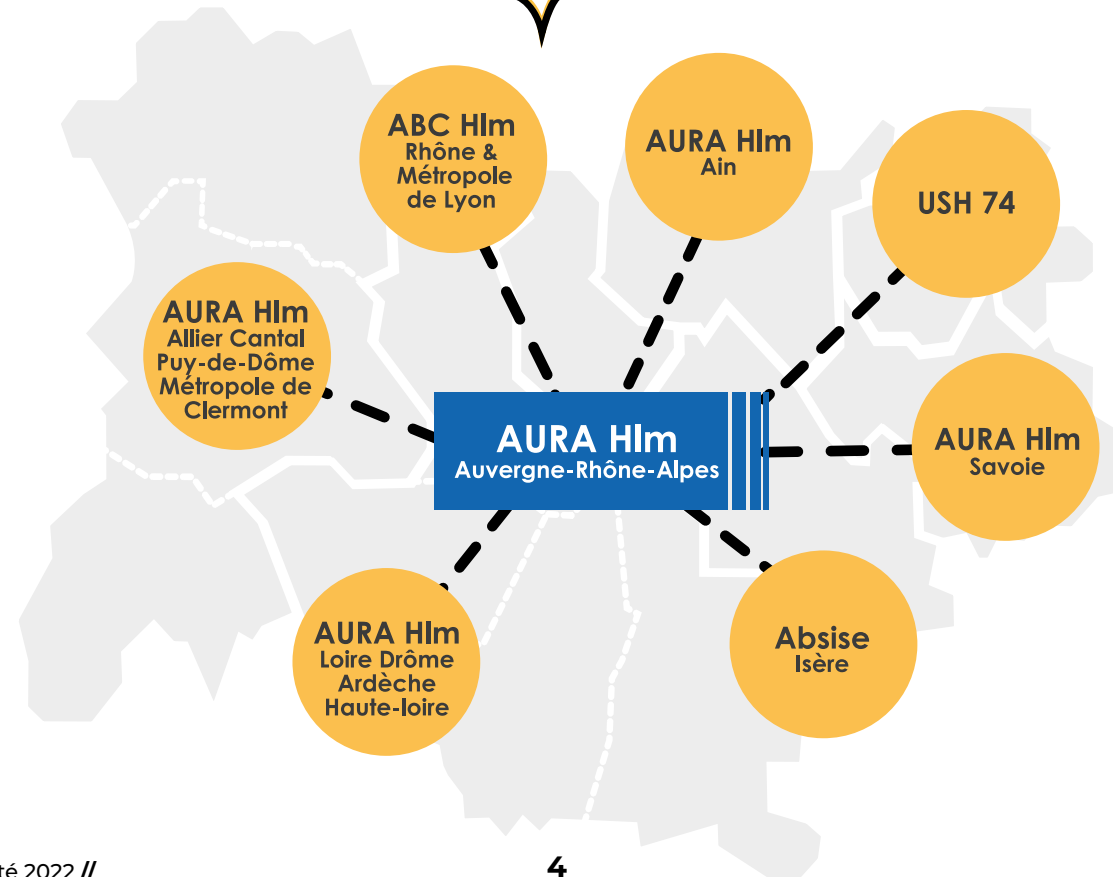 ABC Hlm
Rhône &
Métropole
de Lyon
AURA Hlm
Ain
USH 74
AURA Hlm
Allier Cantal
Puy-de-Dôme
Métropole de
Clermont
AURA Hlm
Auvergne-Rhône-Alpes
AURA Hlm
Savoie
AURA Hlm
Loire Drôme
Ardèche
Haute-loire
Absise
Isère
té 2022 //
4